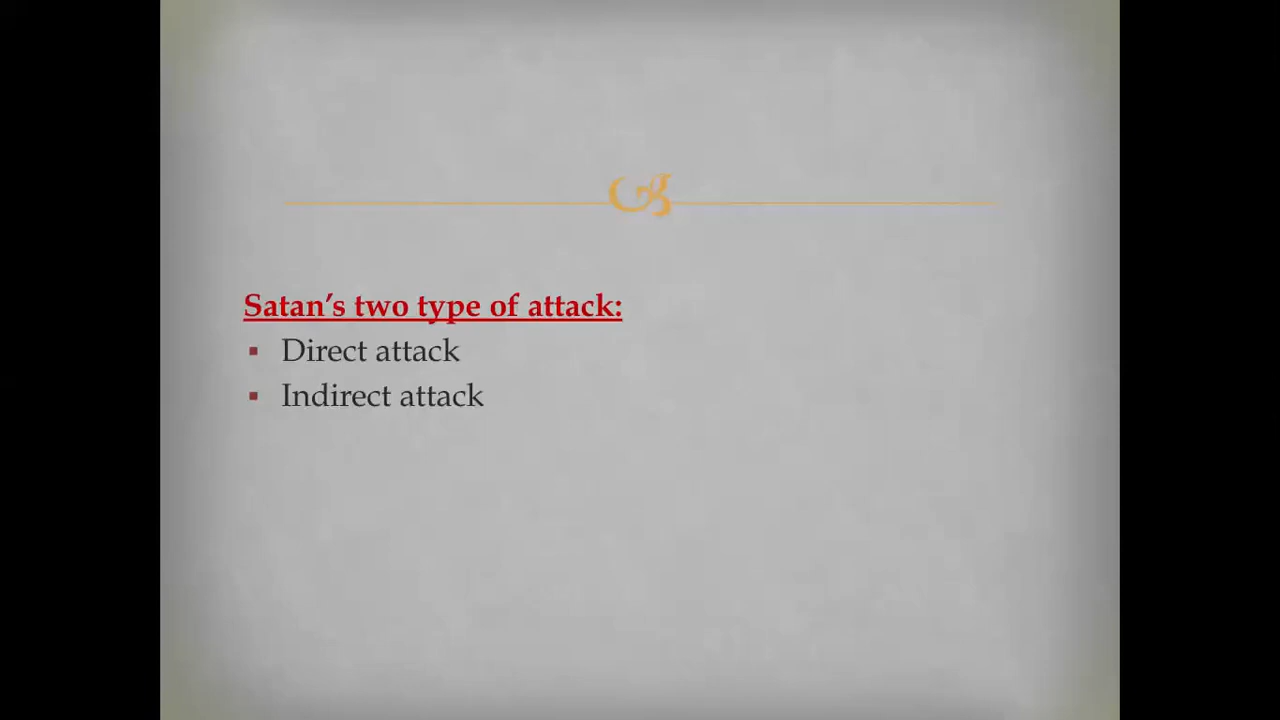 Satan’s two type of attack:
▪ Direct attack
▪ Indirect attack